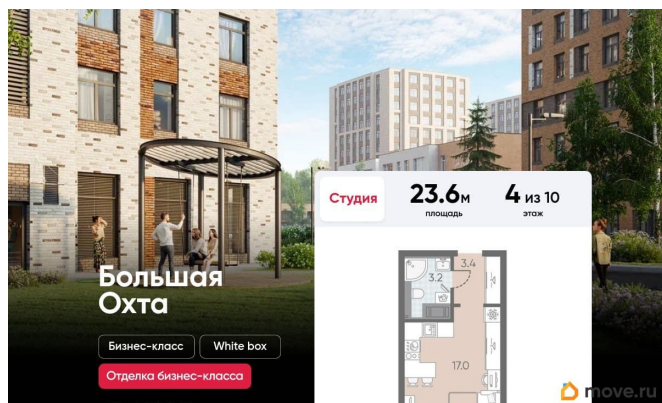 Студия
23.6м
площадь
4 из 10
этаж
3.4
3.2
17.0
Большая
Охта
Бизнес-класс
White box
Отделка бизнес-класса
move.ru